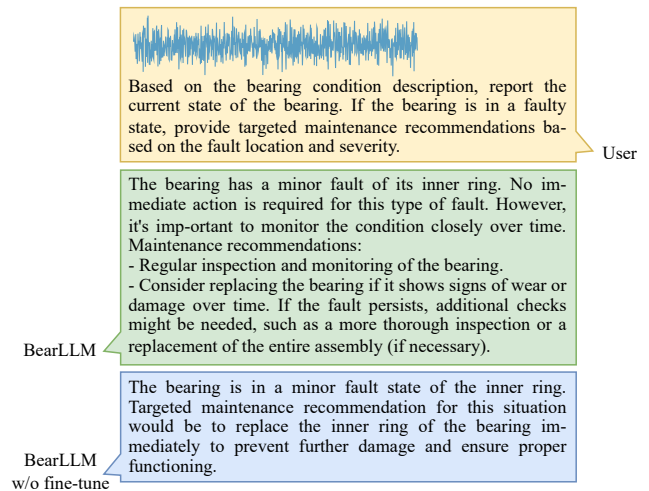 Based on the bearing condition description, report the
current state of the bearing. If the bearing is in a faulty
state, provide targeted maintenance recommendations ba-
sed on the fault location and severity.
User
The bearing has a minor fault of its inner ring. No im-
mediate action is required for this type of fault. However,
it's imp-ortant to monitor the condition closely over time.
Maintenance recommendations:
- Regular inspection and monitoring of the bearing.
- Consider replacing the bearing if it shows signs of wear or
damage over time. If the fault persists, additional checks
might be needed, such as a more thorough inspection or a
replacement of the entire assembly (if necessary).
BearLLM
The bearing is in a minor fault state of the inner ring.
Targeted maintenance recommendation for this situation
would be to replace the inner ring of the bearing im-
mediately to prevent further damage and ensure proper
functioning.
BearLLM
w/o fine-tune